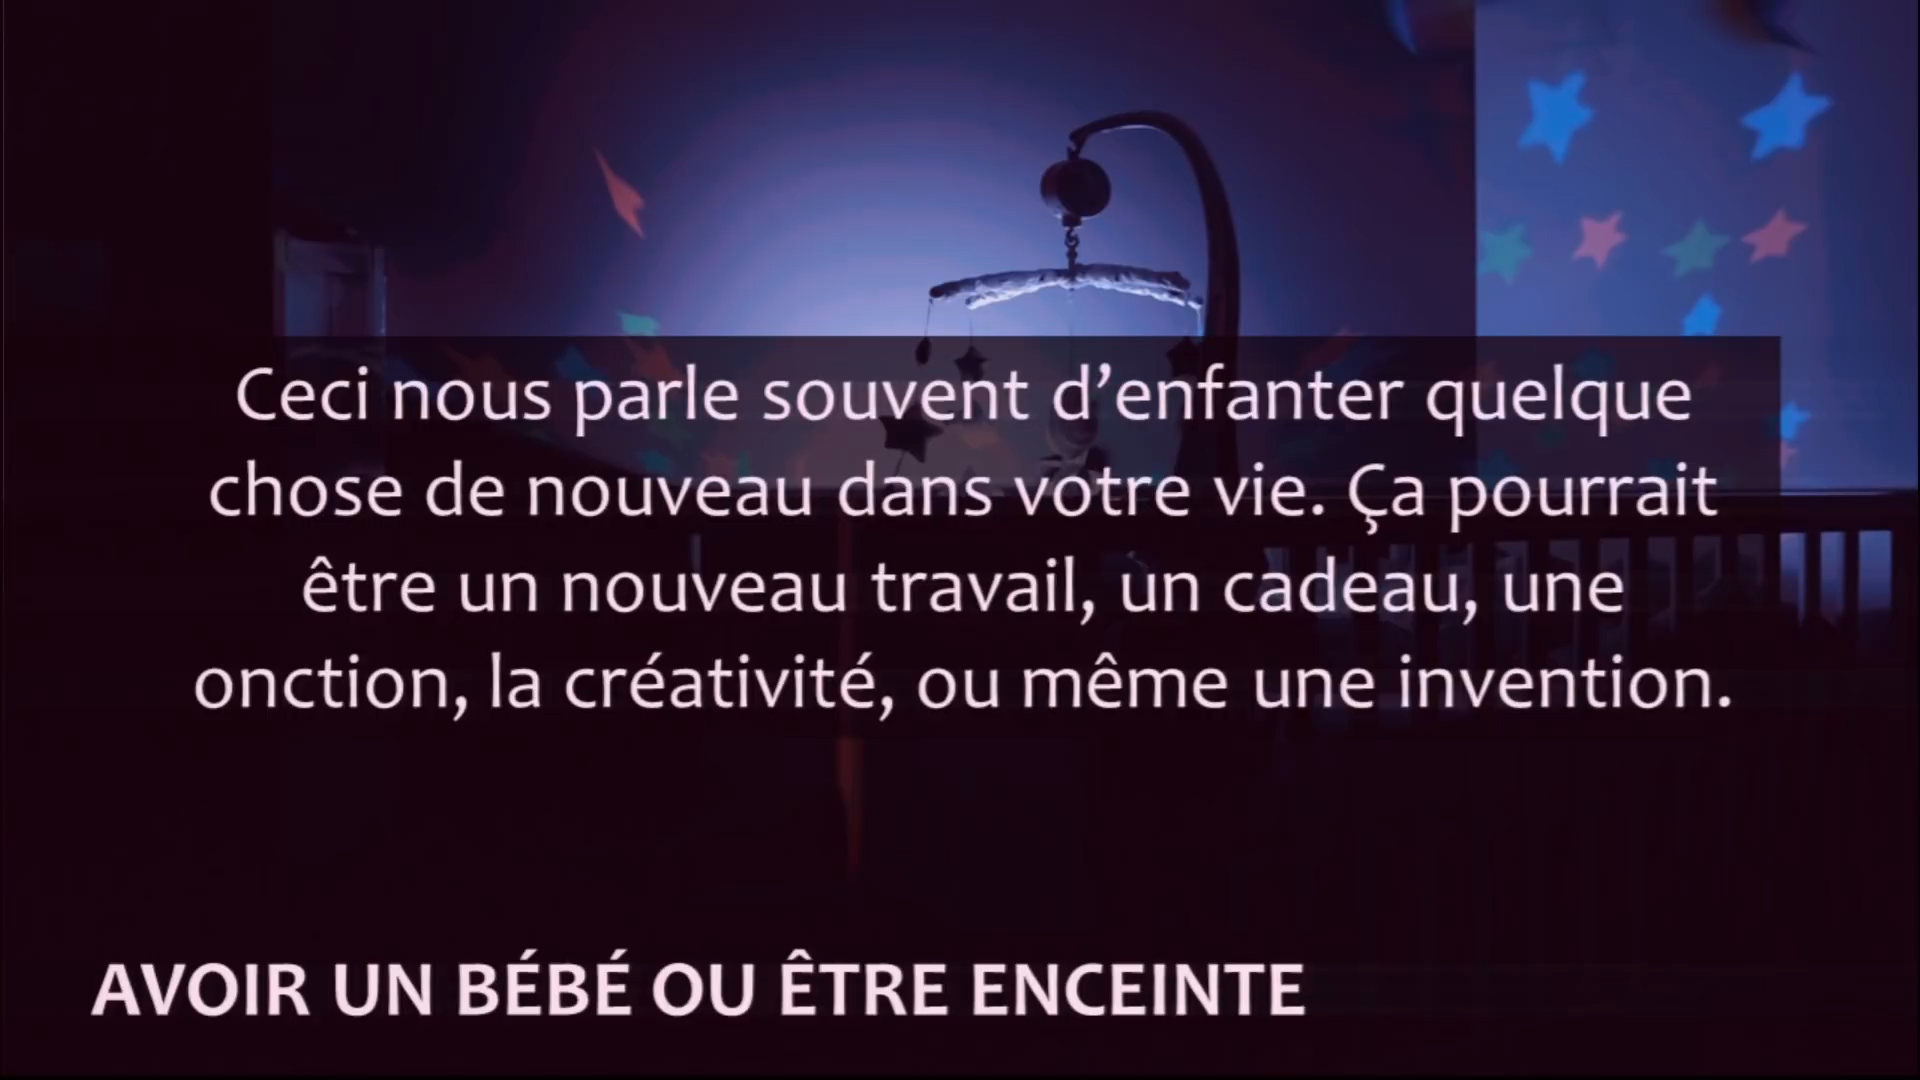 Ceci nous parle souvent d’enfanter quelque
chose de nouveau dans votre vie. Ça pourrait
être un nouveau travail, un cadeau, une
onction, la créativité, ou même une invention.
AVOIR UN BÉBÉ OU ÊTRE ENCEINTE